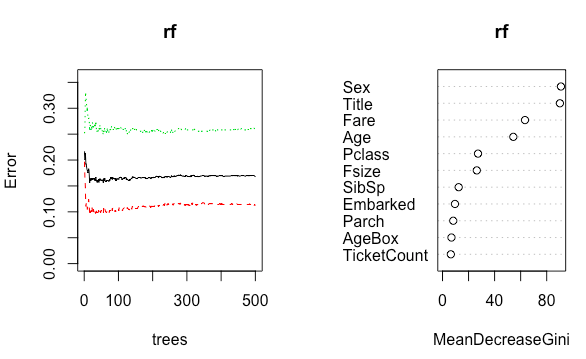 rf
Error
0.00 0.10 0.20 0.30
0 100 300 500
trees
rf
Sex
Title
Fare
Age
Pclass
Fsize
SibSp
Embarked
Parch
AgeBox
TicketCount
0 40 80
MeanDecreaseGini